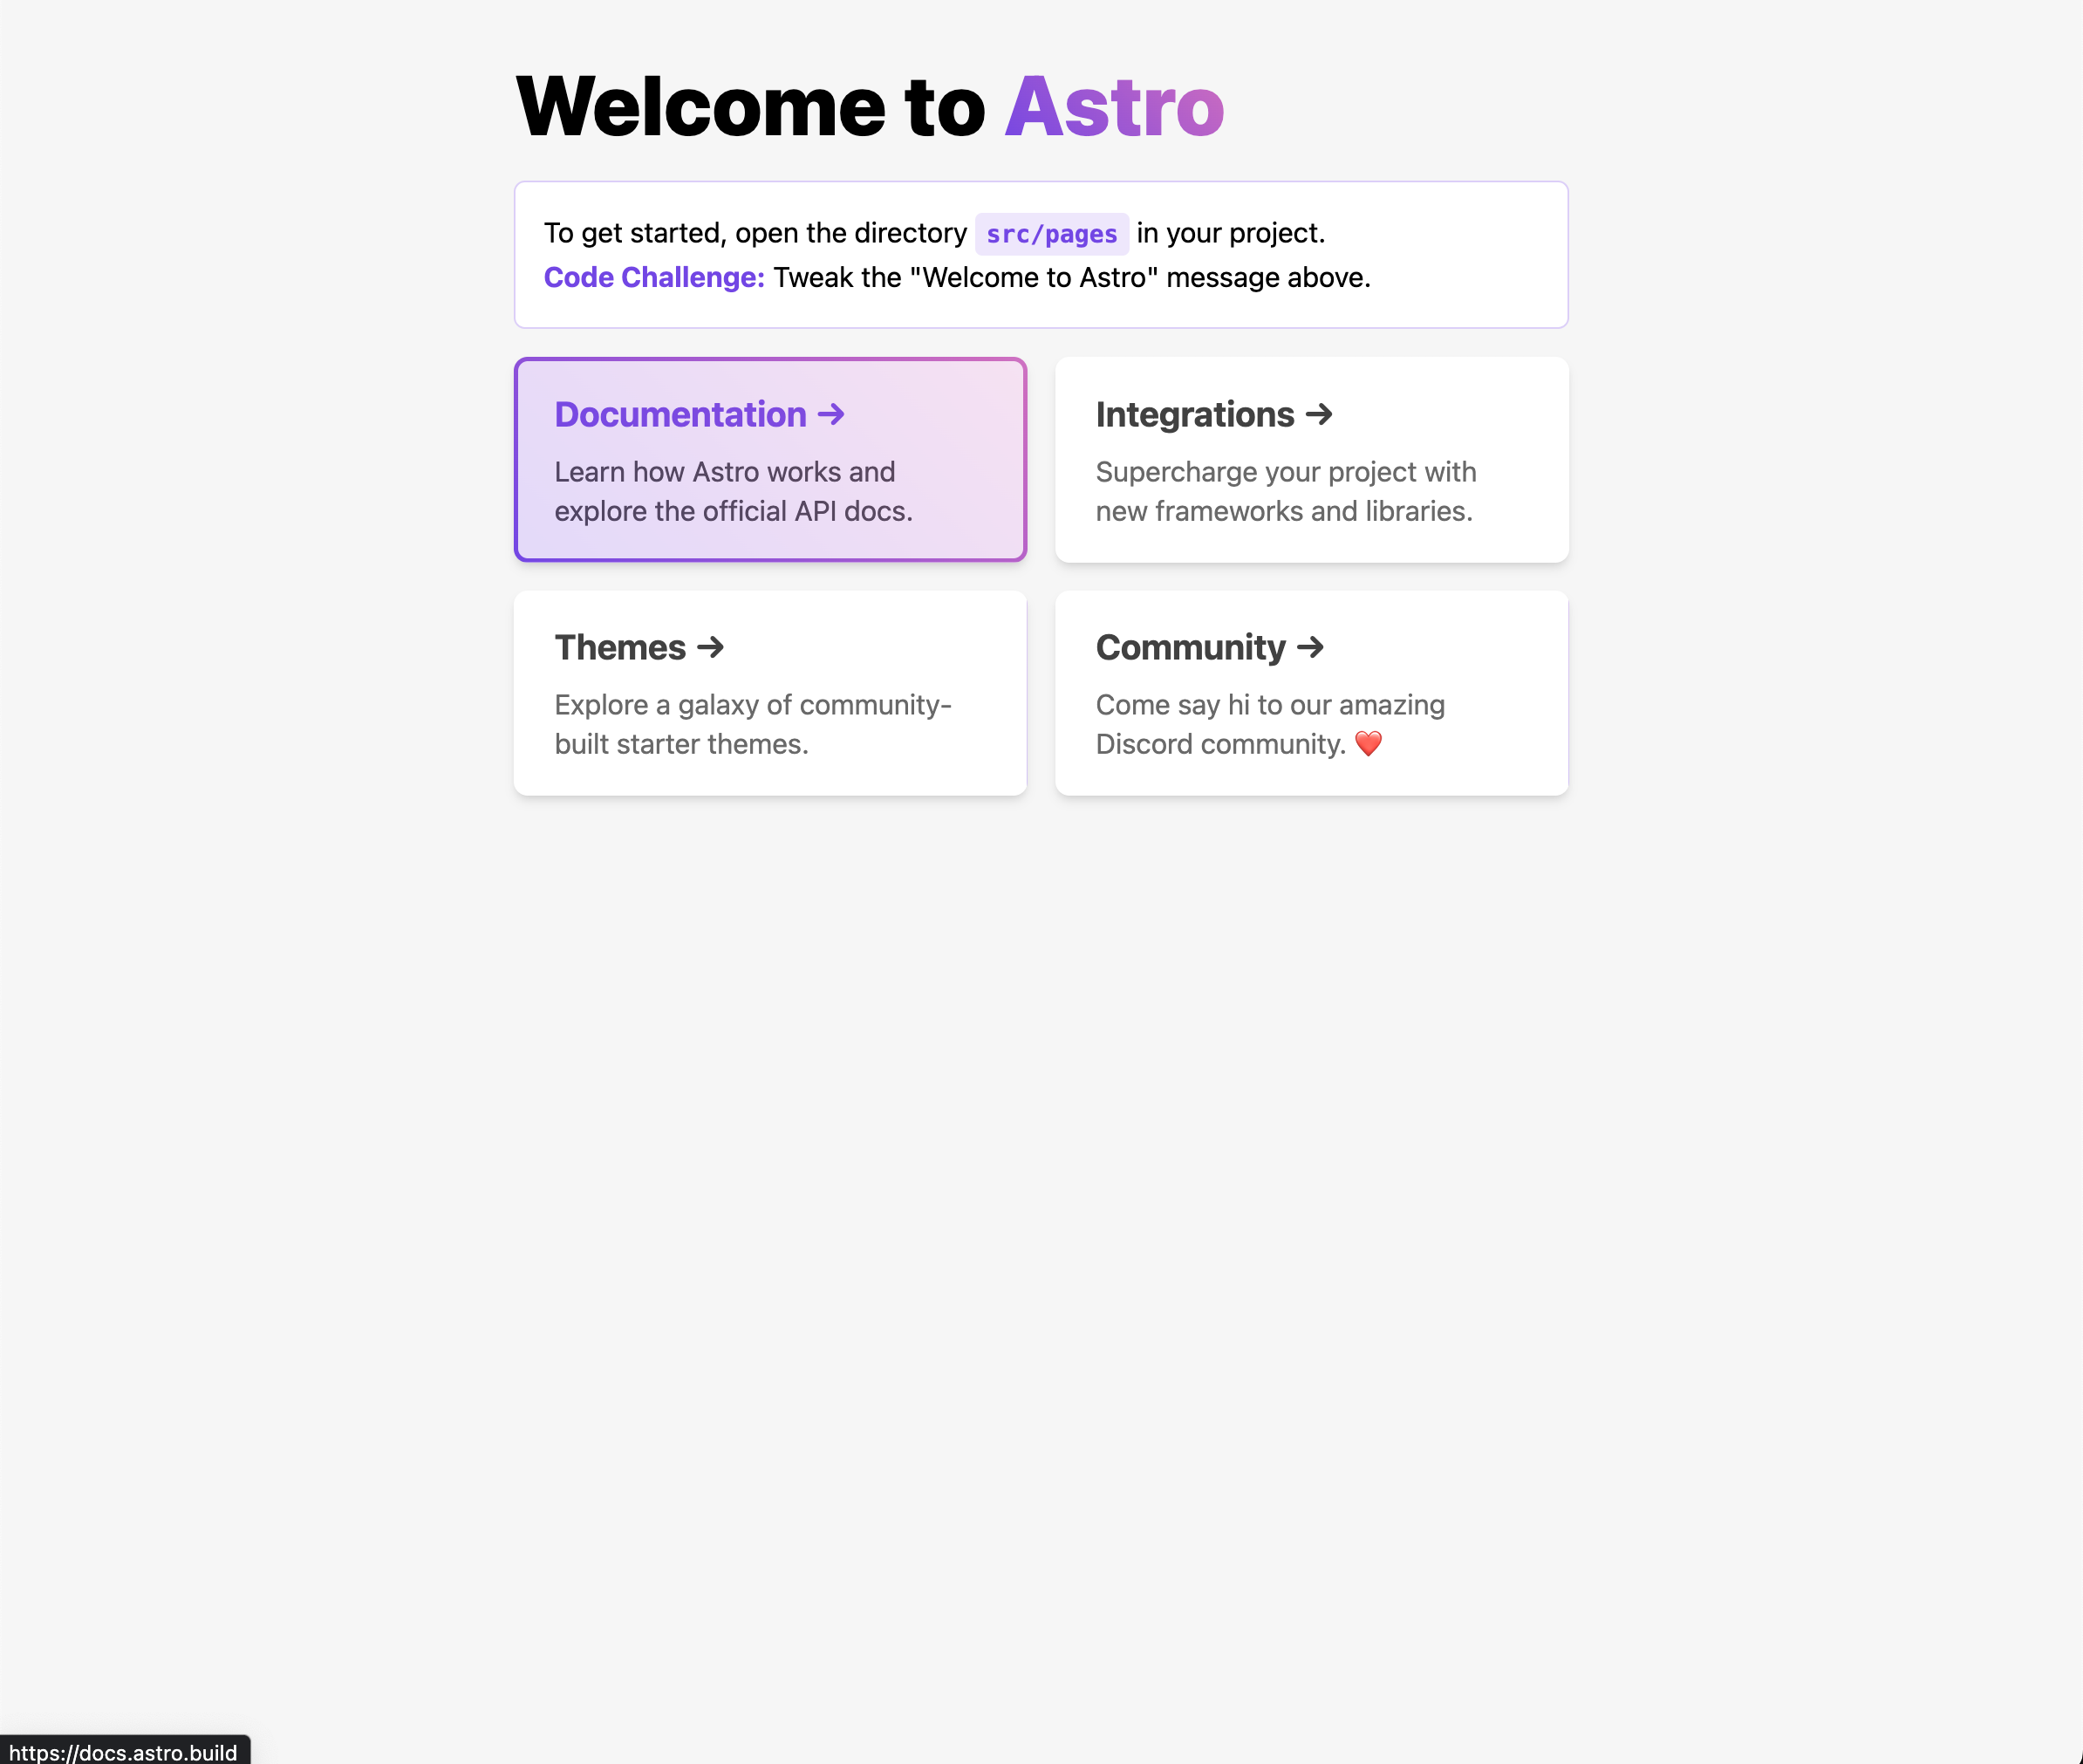 Welcome to Astro
To get started, open the directory src/pages in your project.
Code Challenge: Tweak the "Welcome to Astro" message above.
Documentation →
Learn how Astro works and
explore the official API docs.
Integrations →
Supercharge your project with
new frameworks and libraries.
Themes →
Explore a galaxy of community-
built starter themes.
Community →
Come say hi to our amazing
Discord community. ❤️
https://docs.astro.build